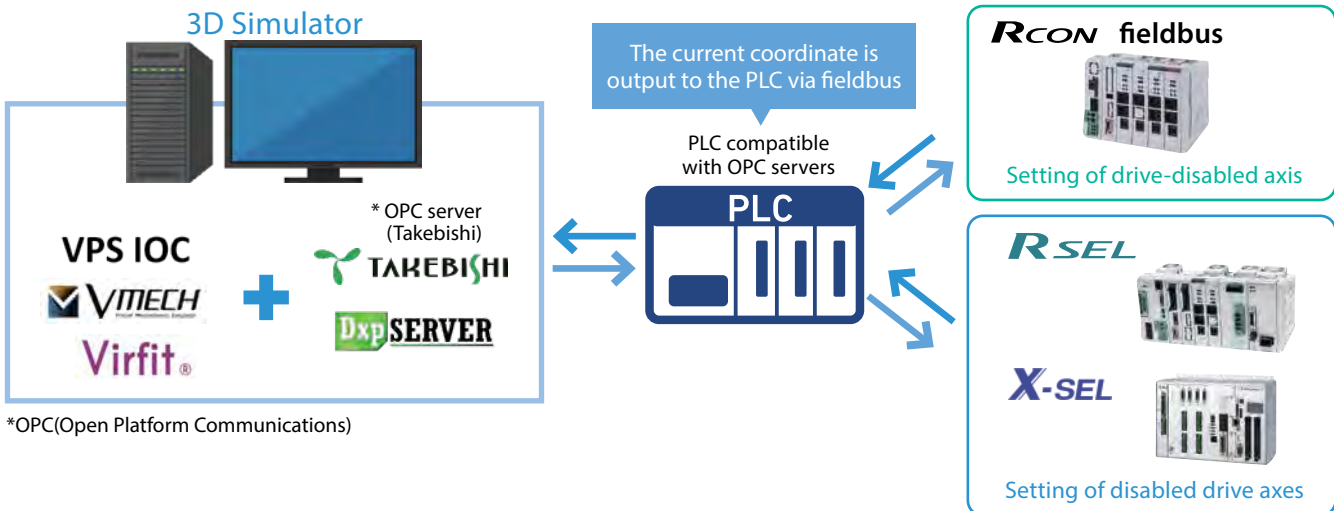 3D Simulator
VPS IOC
VMECH
Virfit®
* OPC server
(Takebishi)
TAKEBISHI
DxpSERVER
*OPC(Open Platform Communications)
The current coordinate is
output to the PLC via fieldbus
PLC compatible
with OPC servers
PLC
RCON fieldbus
Setting of drive-disabled axis
RSEL
X-SEL
Setting of disabled drive axes